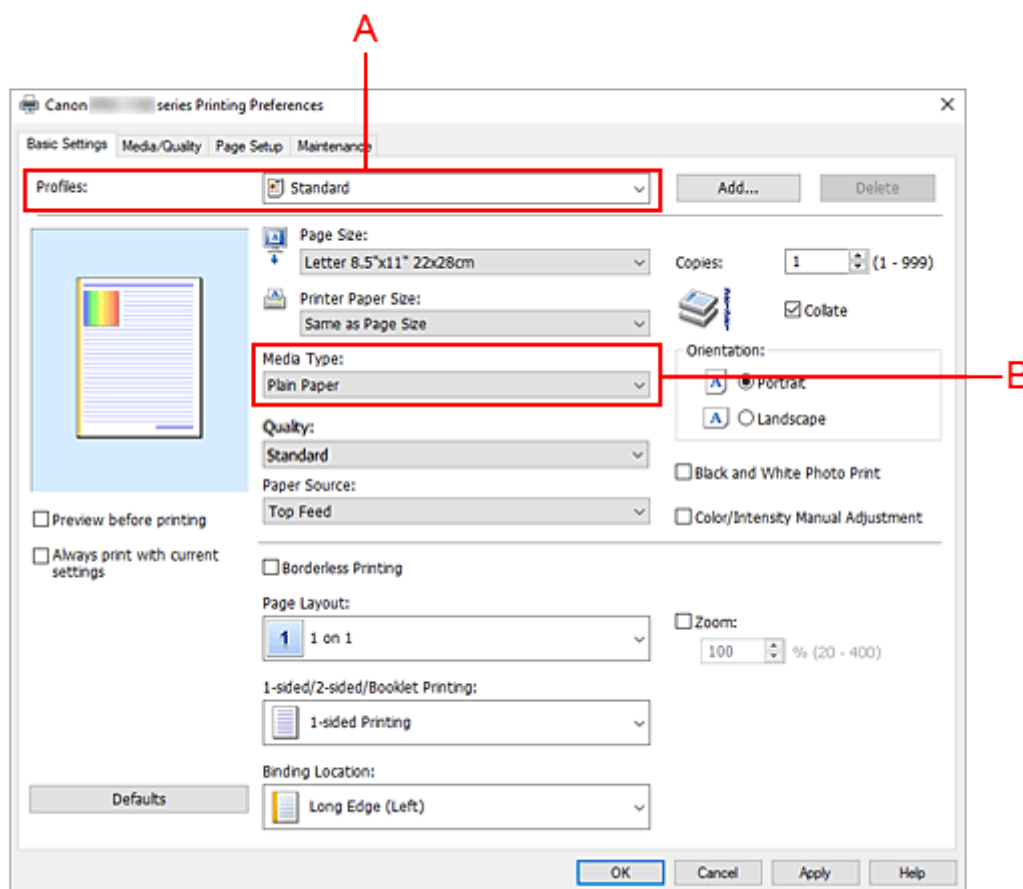 A
Canon series Printing Preferences
Basic Settings Media/Quality Page Setup Maintenance
Profiles: Standard Add... Delete
Page Size:
Letter 8.5"x11" 22x28cm
Copies: 1 (1 - 999)
Printer Paper Size:
Same as Page Size
Collate
Media Type:
Plain Paper
B
Orientation:
A Portrait
A Landscape
Quality:
Standard
Black and White Photo Print
Paper Source:
Top Feed
Color/Intensity Manual Adjustment
Preview before printing
Always print with current
settings
Borderless Printing
Page Layout:
1 1 on 1
Zoom:
100 % (20 - 400)
1-sided/2-sided/Booklet Printing:
1-sided Printing
Binding Location:
Long Edge (Left)
Defaults
OK Cancel Apply Help